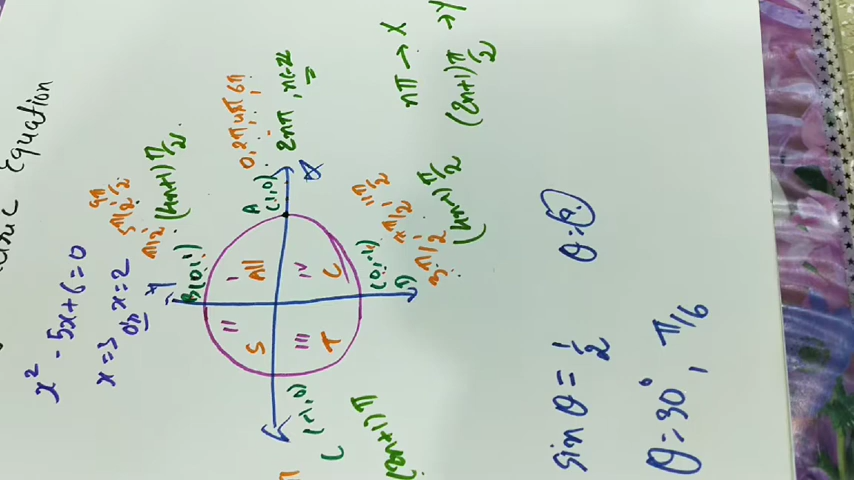 Equation
x² - 5x + 6 = 0
x = 3 or x = 2
π/2, 5π/2, 9π/2
(4n+1)π/2
Y
B(0,1)
II
S
I
All
III
T
IV
C
(-1,0)
C
(2n+1)π
A
(1,0)
X
0, 2π, 4π, 6π
2nπ, n∈Z
(0,-1)
D
3π/2, 7π/2, 11π/2
(4n-1)π/2
nπ → X
(2n+1)π/2 → Y
sin θ = 1/2
θ = 30°, π/6